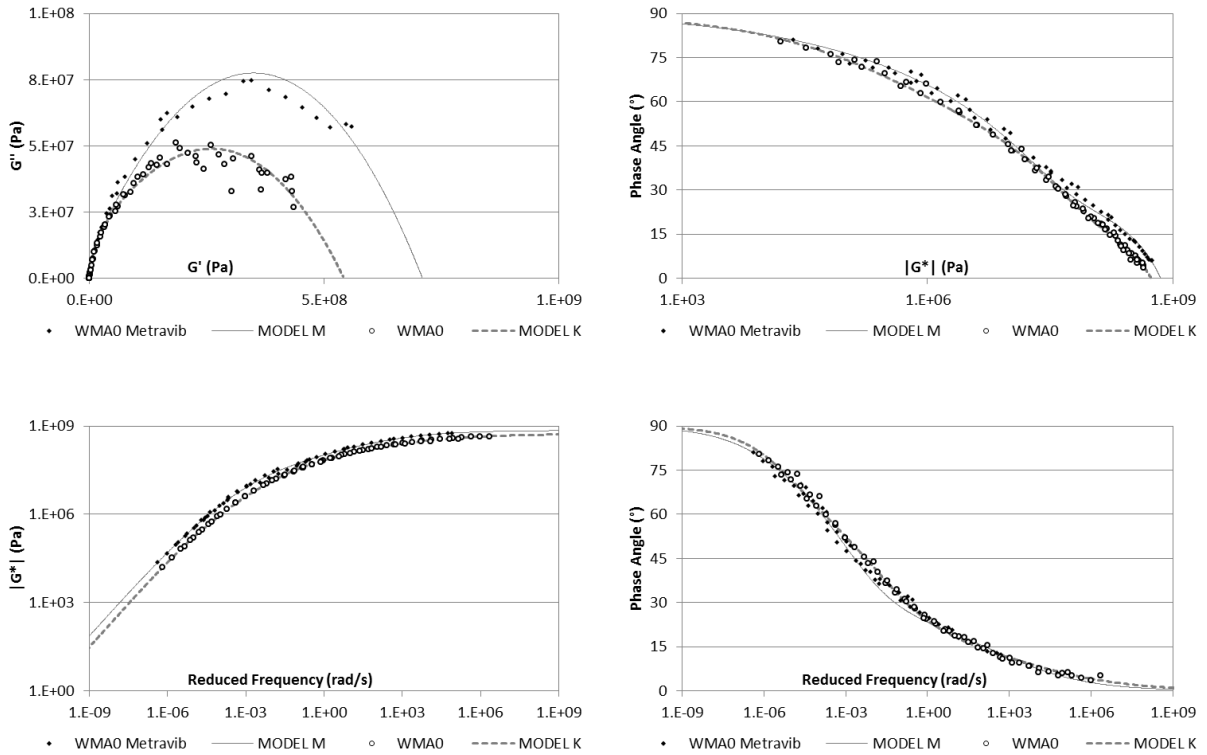 1.E+08
8.E+07
5.E+07
3.E+07
0.E+00
G'' (Pa)
G' (Pa)
0.E+00 5.E+08 1.E+09
WMA0 Metravib MODEL M WMA0 MODEL K
90
75
60
45
30
15
0
Phase Angle (°)
|G*| (Pa)
1.E+03 1.E+06 1.E+09
WMA0 Metravib MODEL M WMA0 MODEL K
1.E+09
1.E+06
1.E+03
1.E+00
|G*| (Pa)
Reduced Frequency (rad/s)
1.E-09 1.E-06 1.E-03 1.E+00 1.E+03 1.E+06 1.E+09
WMA0 Metravib MODEL M WMA0 MODEL K
90
75
60
45
30
15
0
Phase Angle (°)
Reduced Frequency (rad/s)
1.E-09 1.E-06 1.E-03 1.E+00 1.E+03 1.E+06 1.E+09
WMA0 Metravib MODEL M WMA0 MODEL K